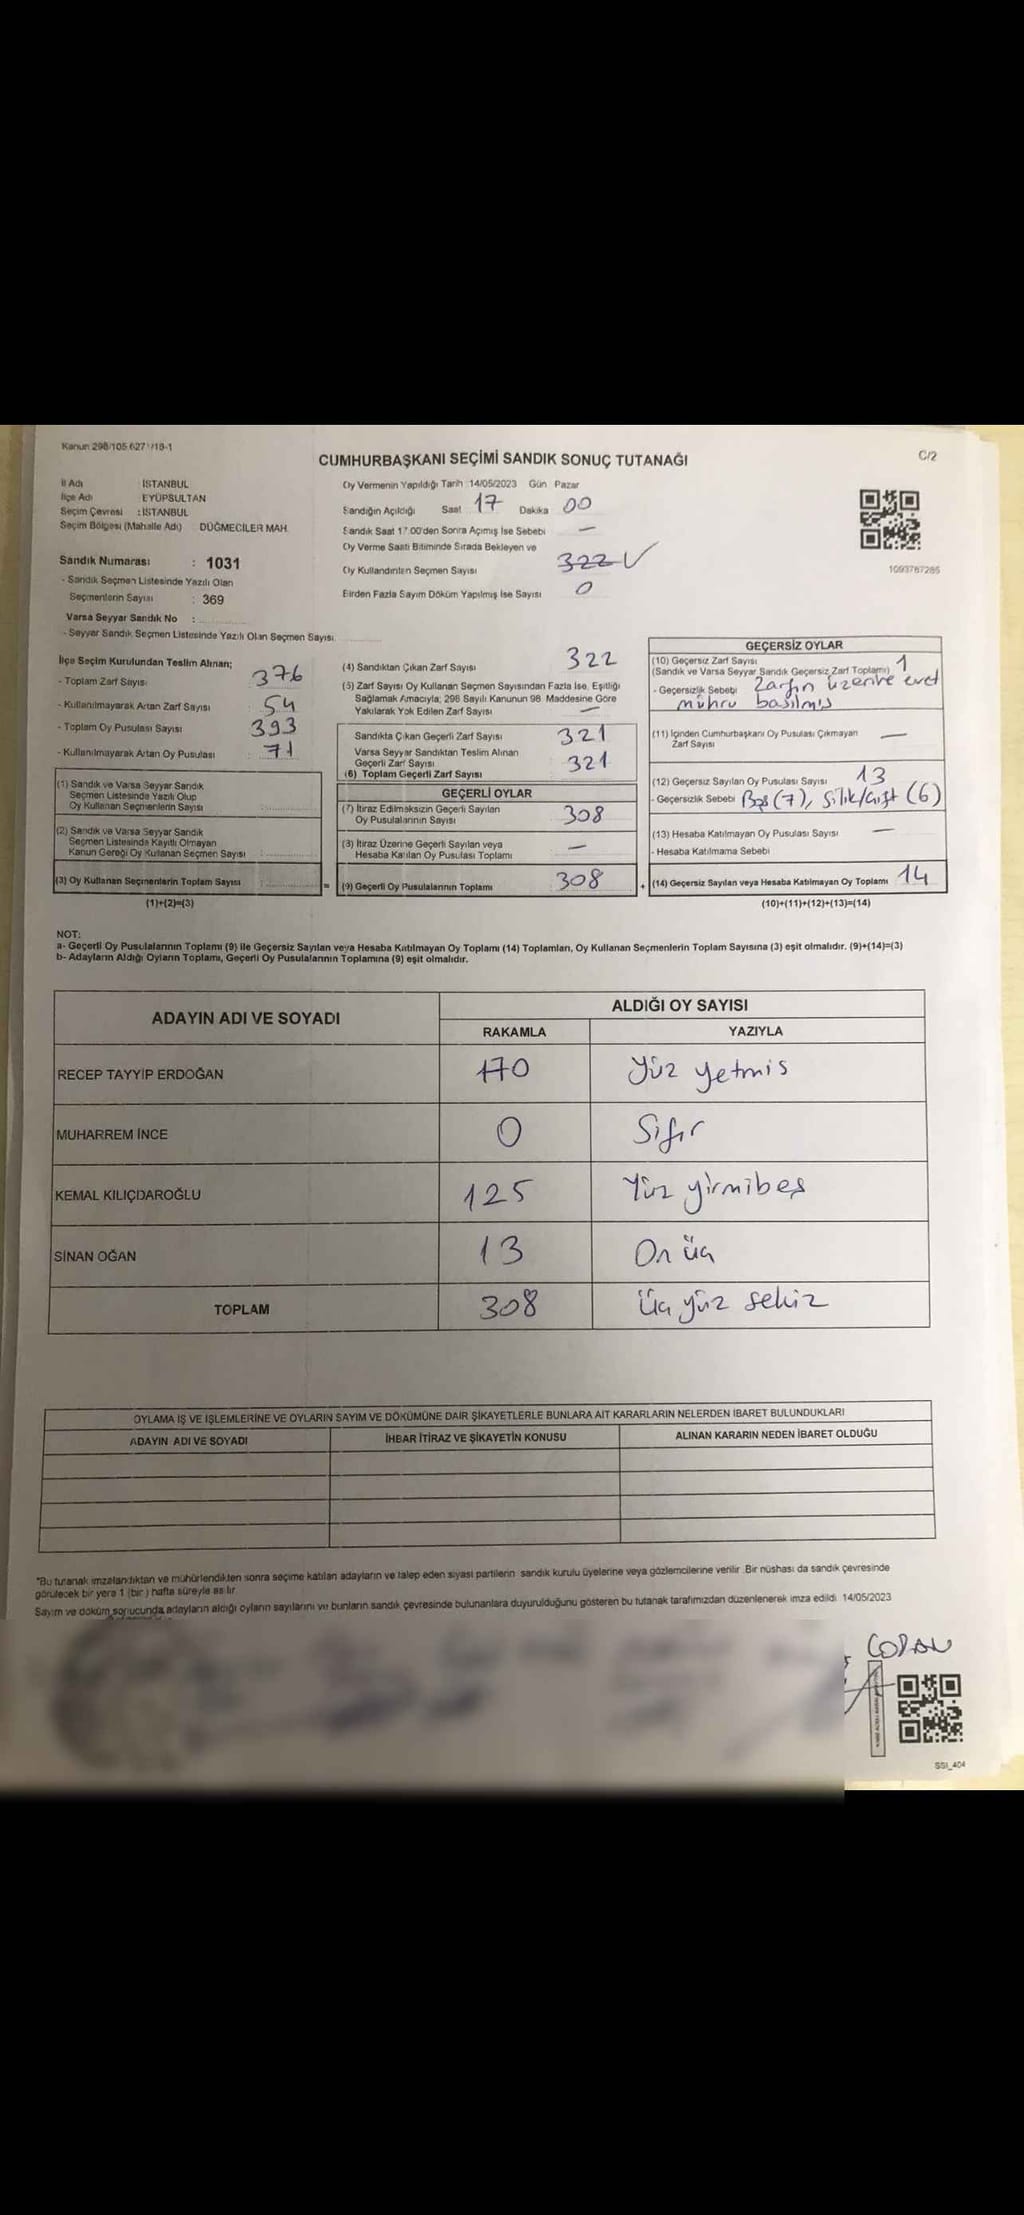 Kanun 298/105.6271/18-1
CUMHURBAŞKANI SEÇİMİ SANDIK SONUÇ TUTANAĞI
C/2
İl Adı İSTANBUL
İlçe Adı EYÜPSULTAN
Seçim Çevresi : İSTANBUL
Seçim Bölgesi (Mahalle Adı) DÜĞMECİLER MAH.
Sandık Numarası : 1031
- Sandık Seçmen Listesinde Yazılı Olan
Seçmenlerin Sayısı : 369
Varsa Seyyar Sandık No :
- Seyyar Sandık Seçmen Listesinde Yazılı Olan Seçmen Sayısı
Oy Vermenin Yapıldığı Tarih 14/05/2023 Gün Pazar
Sandığın Açıldığı Saat 17 Dakika 00
Sandık Saat 17:00'den Sonra Açımış İse Sebebi —
Oy Verme Saati Bitiminde Sırada Bekleyen ve
Oy Kullandırılan Seçmen Sayısı 322
Birden Fazla Sayım Döküm Yapılmış İse Sayısı 0
1093767285
İlçe Seçim Kurulundan Teslim Alınan;
- Toplam Zarf Sayısı 376
- Kullanılmayarak Artan Zarf Sayısı 54
- Toplam Oy Pusulası Sayısı 393
- Kullanılmayarak Artan Oy Pusulası 71
(1) Sandık ve Varsa Seyyar Sandık
Seçmen Listesinde Yazılı Olup
Oy Kullanan Seçmenlerin Sayısı
(2) Sandık ve Varsa Seyyar Sandık
Seçmen Listesinde Kayıtlı Olmayan
Kanun Gereği Oy Kullanan Seçmen Sayısı :
(3) Oy Kullanan Seçmenlerin Toplam Sayısı :
(1)+(2)=(3)
(4) Sandıktan Çıkan Zarf Sayısı 322
(5) Zarf Sayısı Oy Kullanan Seçmen Sayısından Fazla İse, Eşitliği
Sağlamak Amacıyla; 298 Sayılı Kanunun 98. Maddesine Göre
Yakılarak Yok Edilen Zarf Sayısı —
Sandıkta Çıkan Geçerli Zarf Sayısı 321
Varsa Seyyar Sandıktan Teslim Alınan
Geçerli Zarf Sayısı 321
(6) Toplam Geçerli Zarf Sayısı
GEÇERLİ OYLAR
(7) İtiraz Edilmeksizin Geçerli Sayılan
Oy Pusulalarının Sayısı 308
(8) İtiraz Üzerine Geçerli Sayılan veya
Hesaba Katılan Oy Pusulası Toplamı —
= (9) Geçerli Oy Pusulalarının Toplamı 308
GEÇERSİZ OYLAR
(10) Geçersiz Zarf Sayısı 1
(Sandık ve Varsa Seyyar Sandık Geçersiz Zarf Toplamı)
- Geçersizlik Sebebi Zarfın üzerine evet
mührü basılmış
(11) İçinden Cumhurbaşkanı Oy Pusulası Çıkmayan
Zarf Sayısı —
(12) Geçersiz Sayılan Oy Pusulası Sayısı 13
- Geçersizlik Sebebi Boş (7), Silik/Çift (6)
(13) Hesaba Katılmayan Oy Pusulası Sayısı —
- Hesaba Katılmama Sebebi
+ (14) Geçersiz Sayılan veya Hesaba Katılmayan Oy Toplamı 14
(10)+(11)+(12)+(13)=(14)
NOT:
a- Geçerli Oy Pusulalarının Toplamı (9) ile Geçersiz Sayılan veya Hesaba Katılmayan Oy Toplamı (14) Toplamları, Oy Kullanan Seçmenlerin Toplam Sayısına (3) eşit olmalıdır. (9)+(14)=(3)
b- Adayların Aldığı Oyların Toplamı, Geçerli Oy Pusulalarının Toplamına (9) eşit olmalıdır.
ADAYIN ADI VE SOYADI ALDIĞI OY SAYISI
RAKAMLA YAZIYLA
RECEP TAYYİP ERDOĞAN 170 Yüz yetmis
MUHARREM İNCE 0 Sıfır
KEMAL KILIÇDAROĞLU 125 Yüz yirmibeş
SİNAN OĞAN 13 On üç
TOPLAM 308 Üç yüz sekiz
OYLAMA İŞ VE İŞLEMLERİNE VE OYLARIN SAYIM VE DÖKÜMÜNE DAİR ŞİKAYETLERLE BUNLARA AİT KARARLARIN NELERDEN İBARET BULUNDUKLARI
ADAYIN ADI VE SOYADI İHBAR İTİRAZ VE ŞİKAYETİN KONUSU ALINAN KARARIN NEDEN İBARET OLDUĞU
"Bu tutanak imzalandıktan ve mühürlendikten sonra seçime katılan adayların ve talep eden siyasi partilerin sandık kurulu üyelerine veya gözlemcilerine verilir. Bir nüshası da sandık çevresinde
görülecek bir yere 1 (bir) hafta süreyle asılır.
Sayım ve döküm sonucunda adayların aldığı oyların sayılarını ve bunların sandık çevresinde bulunanlara duyurulduğunu gösteren bu tutanak tarafımızdan düzenlenerek imza edildi. 14/05/2023
ÇOBAN
SSI_404